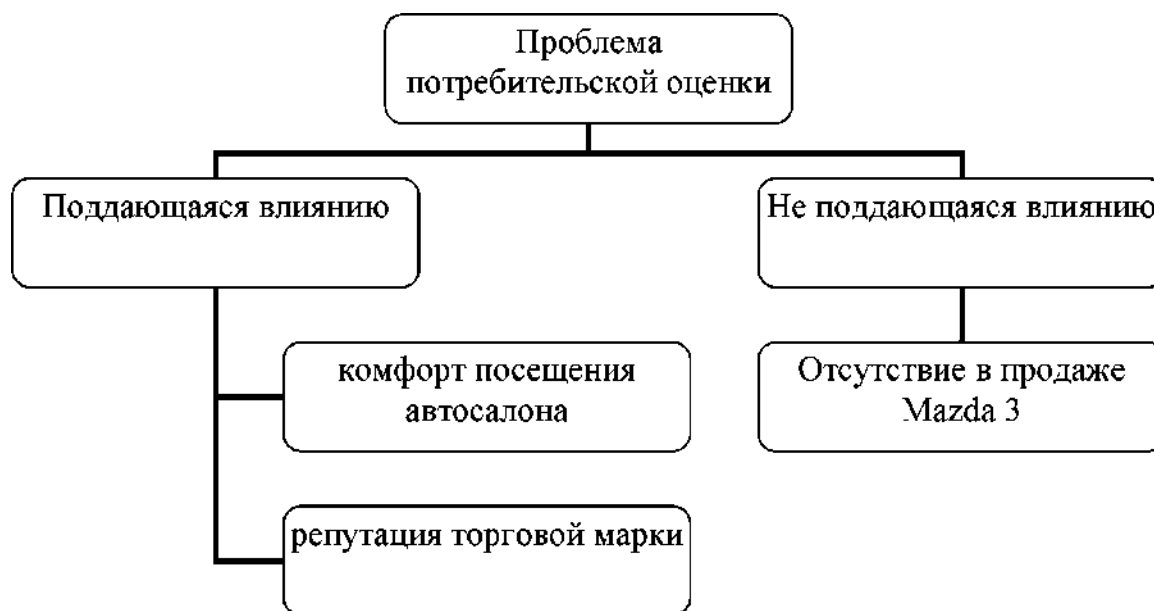 Проблема
потребительской оценки
Поддающаяся влиянию
Не поддающаяся влиянию
комфорт посещения
автосалона
Отсутствие в продаже
Mazda 3
репутация торговой марки